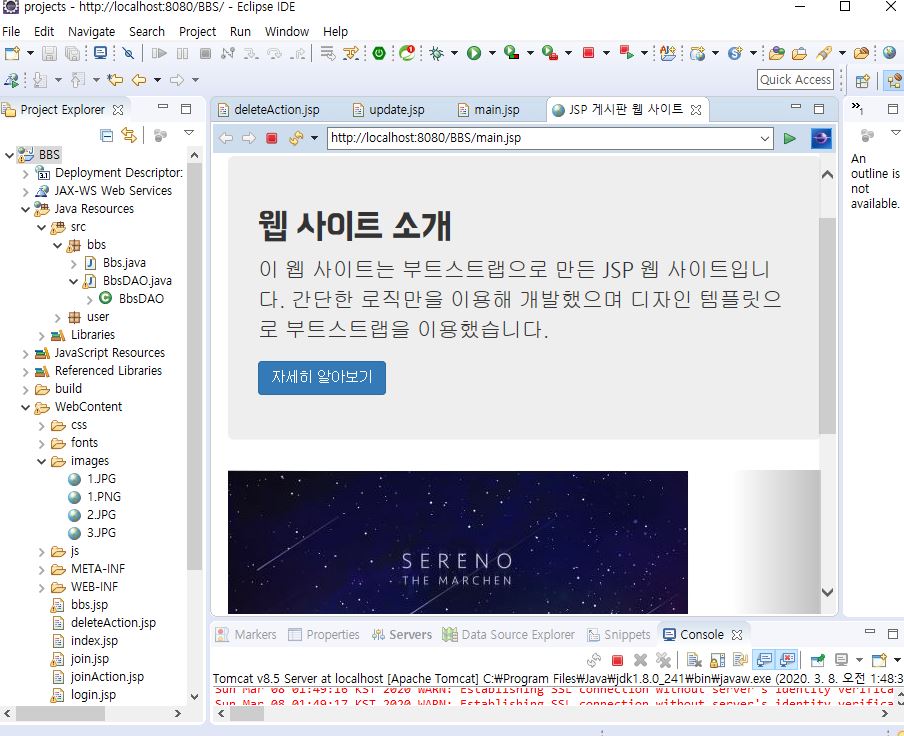 projects - http://localhost:8080/BBS/ - Eclipse IDE
File Edit Navigate Search Project Run Window Help
Quick Access
Project Explorer
deleteAction.jsp update.jsp main.jsp JSP 게시판 웹 사이트
1
http://localhost:8080/BBS/main.jsp
An
outline is
not
available.
BBS
Deployment Descriptor:
JAX-WS Web Services
Java Resources
src
bbs
Bbs.java
BbsDAO.java
BbsDAO
user
Libraries
JavaScript Resources
Referenced Libraries
build
WebContent
css
fonts
images
1.JPG
1.PNG
2.JPG
3.JPG
js
META-INF
WEB-INF
bbs.jsp
deleteAction.jsp
index.jsp
join.jsp
joinAction.jsp
login.jsp
웹 사이트 소개
이 웹 사이트는 부트스트랩으로 만든 JSP 웹 사이트입니
다. 간단한 로직만을 이용해 개발했으며 디자인 템플릿으
로 부트스트랩을 이용했습니다.
자세히 알아보기
SERENO
THE MARCHEN
Markers Properties Servers Data Source Explorer Snippets Console
Tomcat v8.5 Server at localhost [Apache Tomcat] C:₩Program Files₩Java₩jdk1.8.0_241₩bin₩javaw.exe (2020. 3. 8. 오전 1:48:3
Sun Mar 08 01:49:16 KST 2020 WARN: Establishing SSL connection without server's identity verifica
Sun Mar 08 01:49:17 KST 2020 WARN: Establishing SSL connection without server's identity verifica